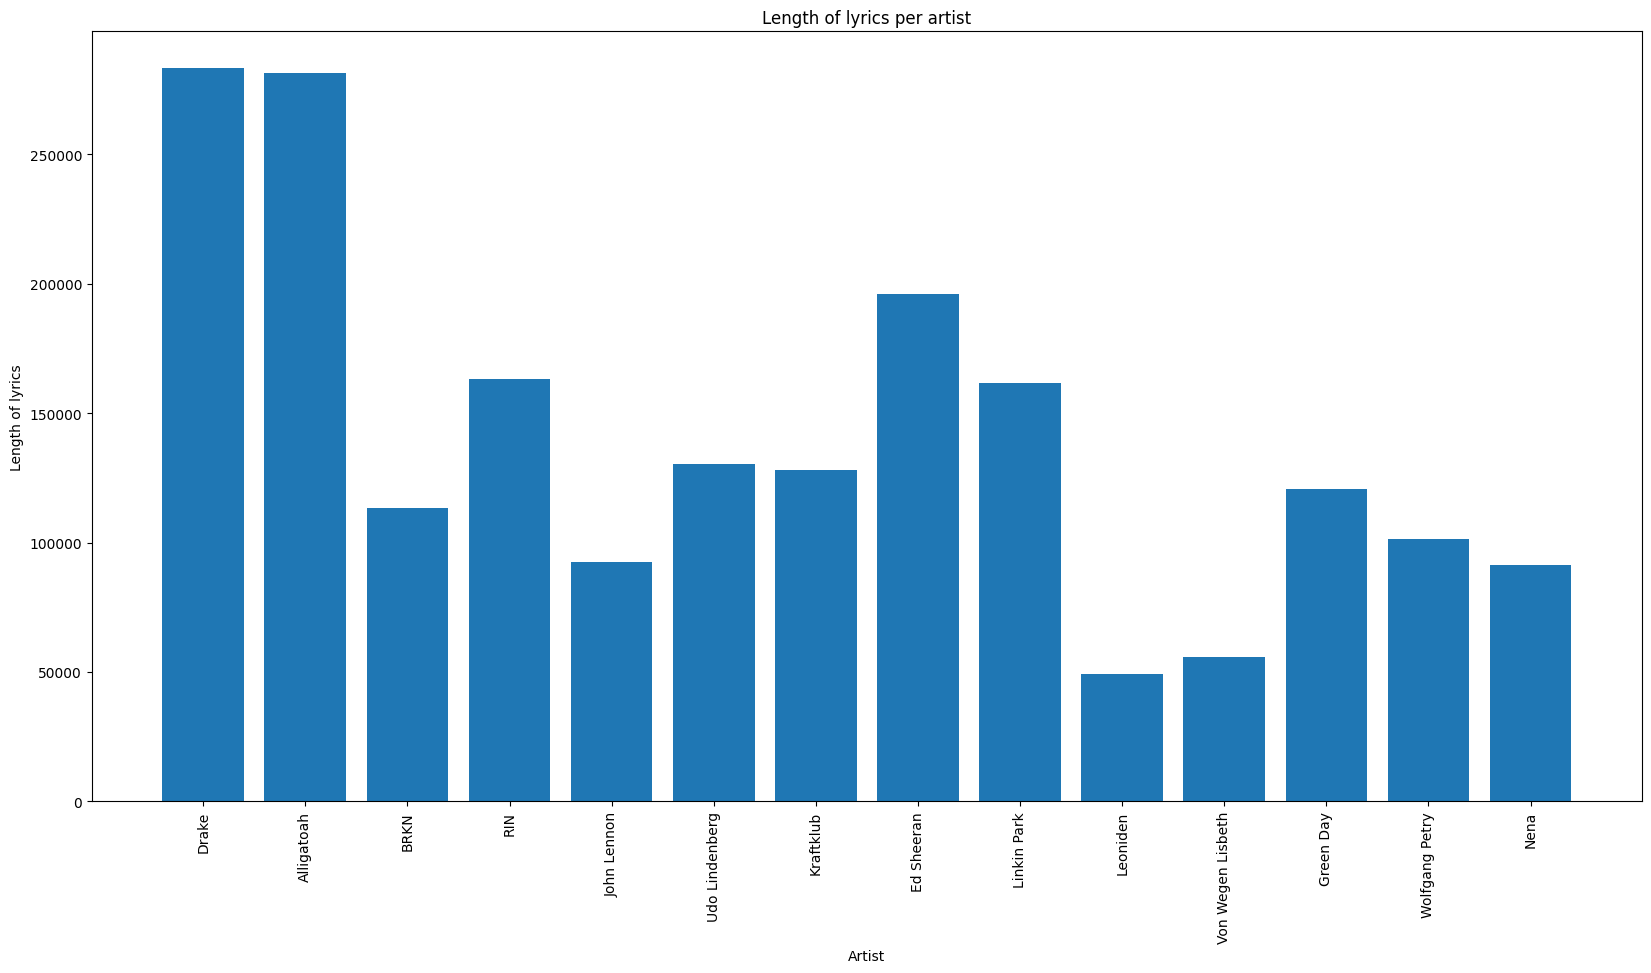 Length of lyrics per artist
Length of lyrics
250000
200000
150000
100000
50000
0
Drake
Alligatoah
BRKN
RIN
John Lennon
Udo Lindenberg
Kraftklub
Ed Sheeran
Linkin Park
Leoniden
Von Wegen Lisbeth
Green Day
Wolfgang Petry
Nena
Artist